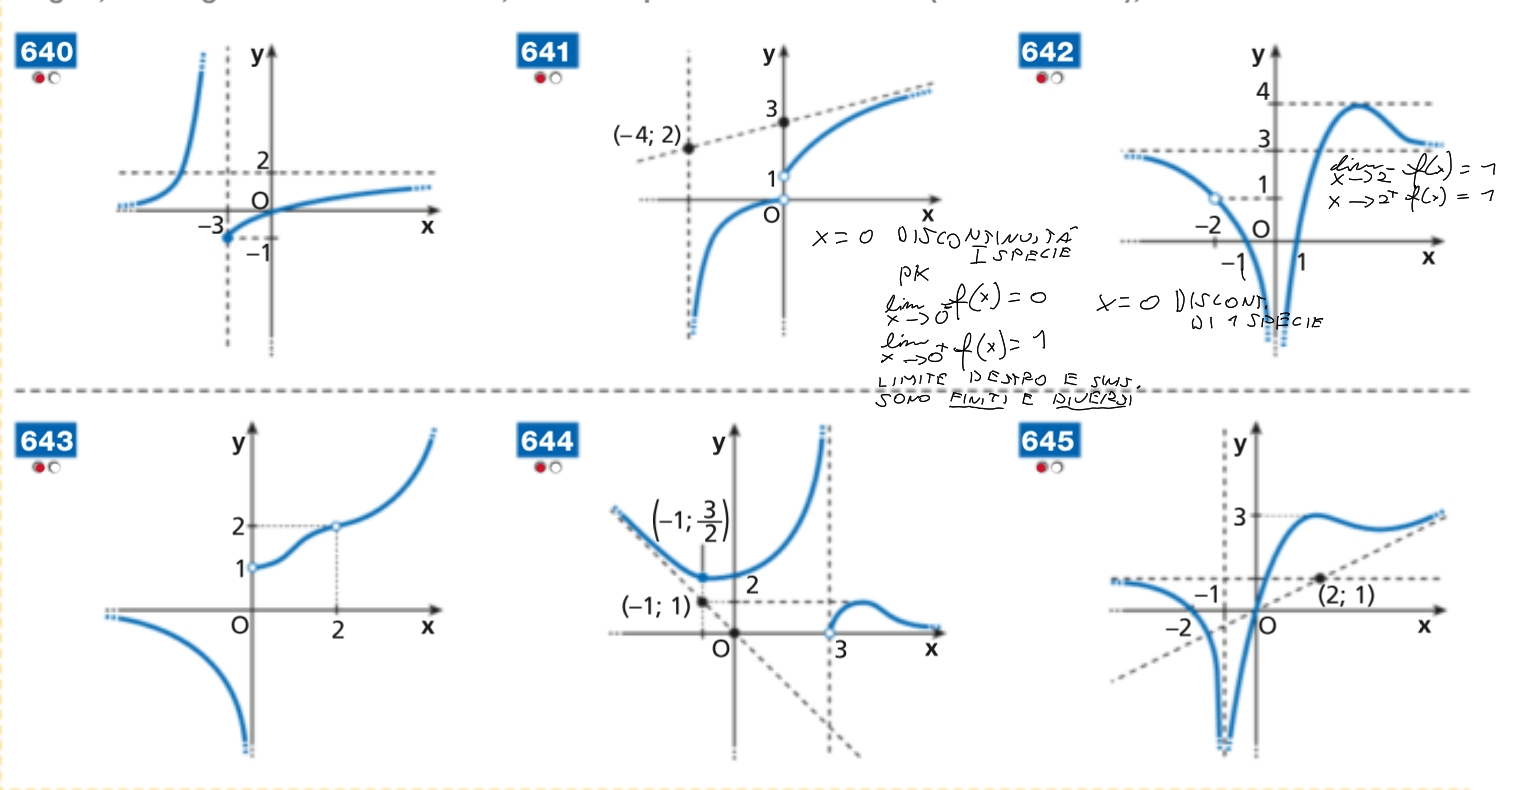 640
y
2
O
-3
x
-1
641
y
3
(-4; 2)
1
O
x
x=0 DISCONTINUITÀ
I SPECIE
PK
lim f(x) = 0
x→0⁻
lim f(x) = 1
x→0⁺
LIMITE DESTRO E SINIS.
SONO FINITI E DIVERSI
642
y
4
3
1
-2
O
-1
1
x
lim f(x) = 1
x→2⁻
x→2⁺ f(x) = 1
x=0 DISCONT.
DI 1 SPECIE
643
y
2
1
O
2
x
644
y
(-1; 3/2)
2
(-1; 1)
O
3
x
645
y
3
-1
(2; 1)
-2
O
x